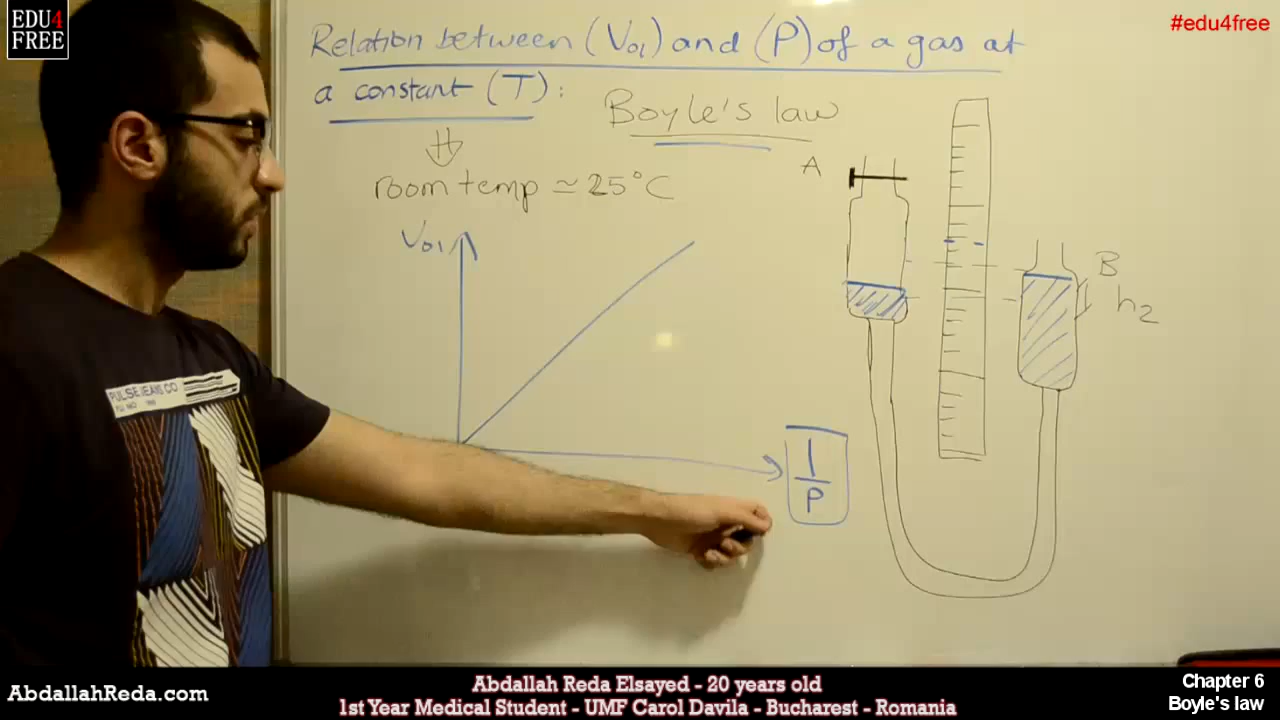 EDU4
FREE
#edu4free
Relation between (Vol) and (P) of a gas at
a constant (T):
Boyle's law
room temp ≃ 25°C
Vol
1
P
A
B
h2
PULSE JEANS CO
AbdallahReda.com
Abdallah Reda Elsayed - 20 years old
1st Year Medical Student - UMF Carol Davila - Bucharest - Romania
Chapter 6
Boyle's law